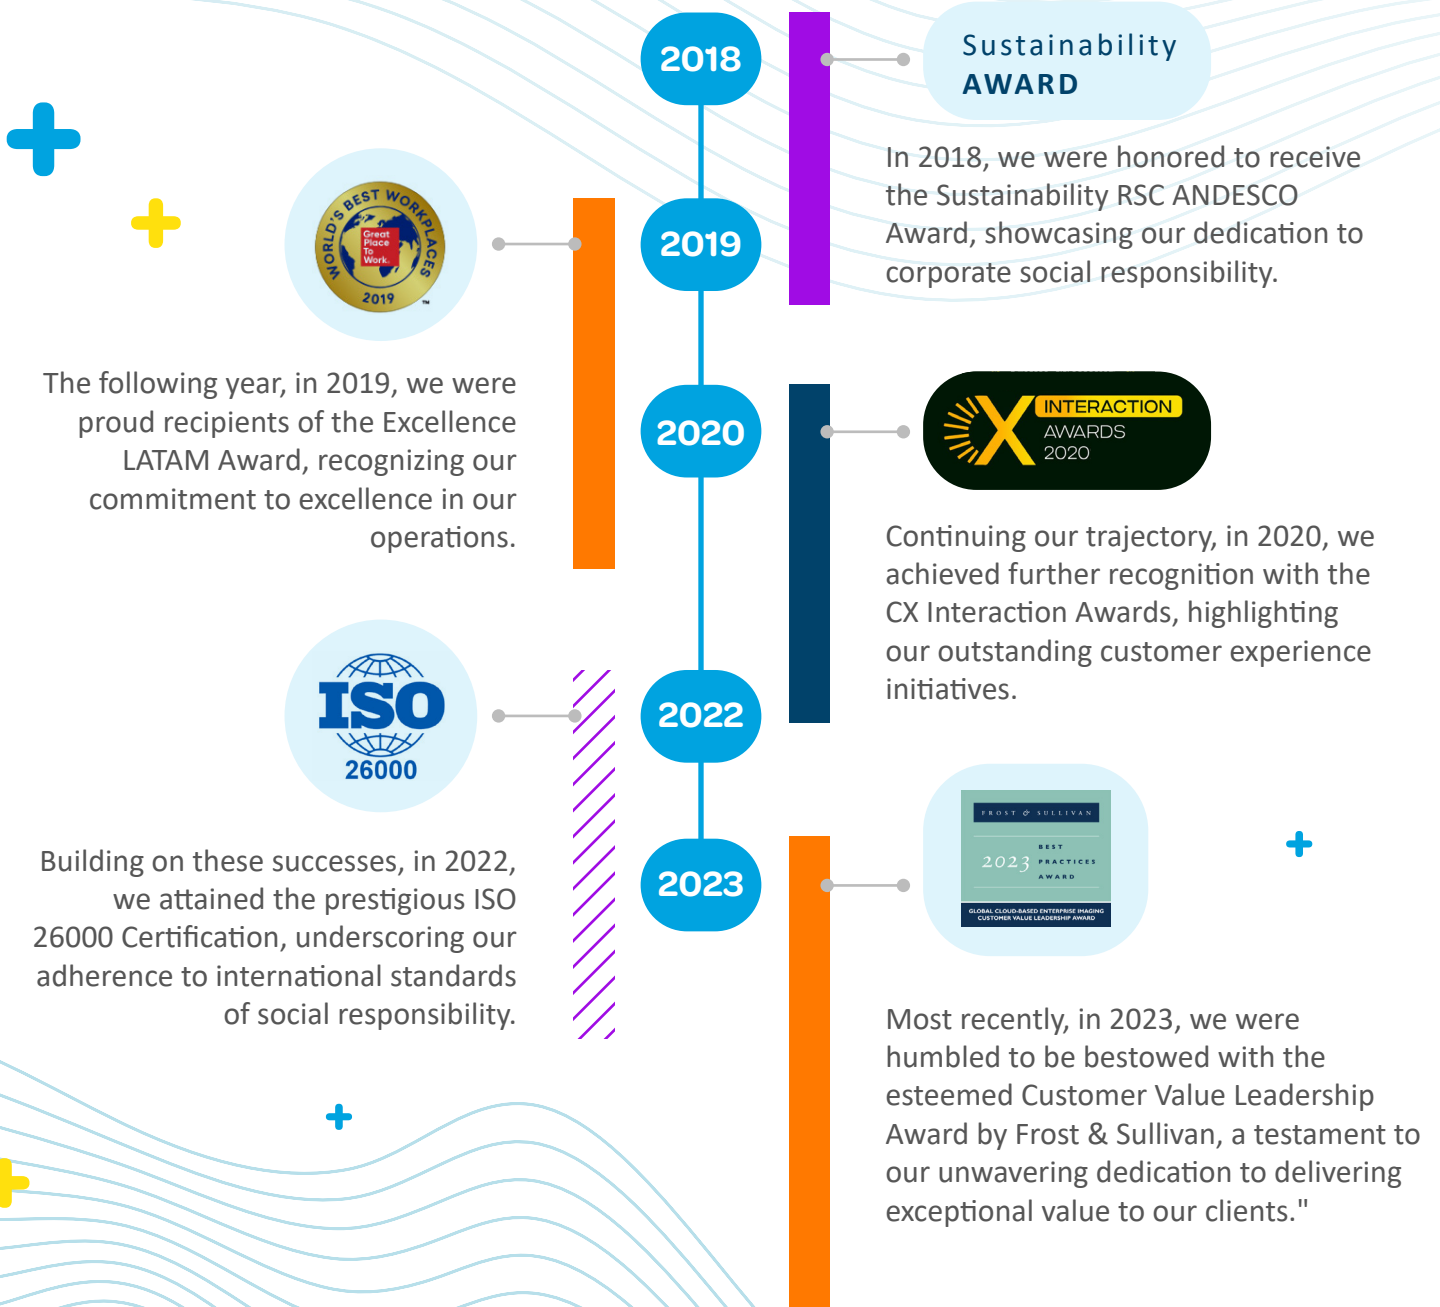 2018
Sustainability
AWARD
In 2018, we were honored to receive
the Sustainability RSC ANDESCO
Award, showcasing our dedication to
corporate social responsibility.
WORLD'S BEST WORKPLACES
Great
Place
To
Work.
2019
™
2019
The following year, in 2019, we were
proud recipients of the Excellence
LATAM Award, recognizing our
commitment to excellence in our
operations.
2020
CX INTERACTION
AWARDS
2020
Continuing our trajectory, in 2020, we
achieved further recognition with the
CX Interaction Awards, highlighting
our outstanding customer experience
initiatives.
ISO
26000
2022
Building on these successes, in 2022,
we attained the prestigious ISO
26000 Certification, underscoring our
adherence to international standards
of social responsibility.
2023
FROST & SULLIVAN
2023
BEST
PRACTICES
AWARD
GLOBAL CLOUD-BASED ENTERPRISE IMAGING
CUSTOMER VALUE LEADERSHIP AWARD
Most recently, in 2023, we were
humbled to be bestowed with the
esteemed Customer Value Leadership
Award by Frost & Sullivan, a testament to
our unwavering dedication to delivering
exceptional value to our clients."